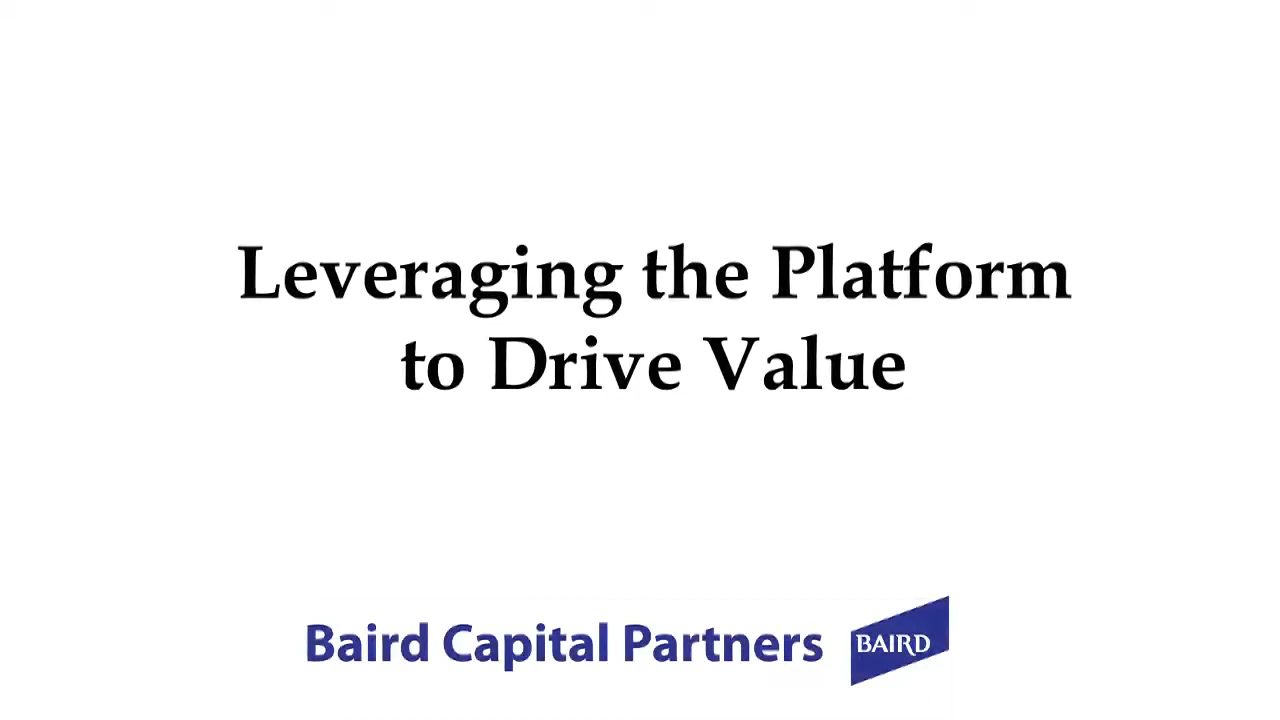 Leveraging the Platform
to Drive Value
Baird Capital Partners BAIRD